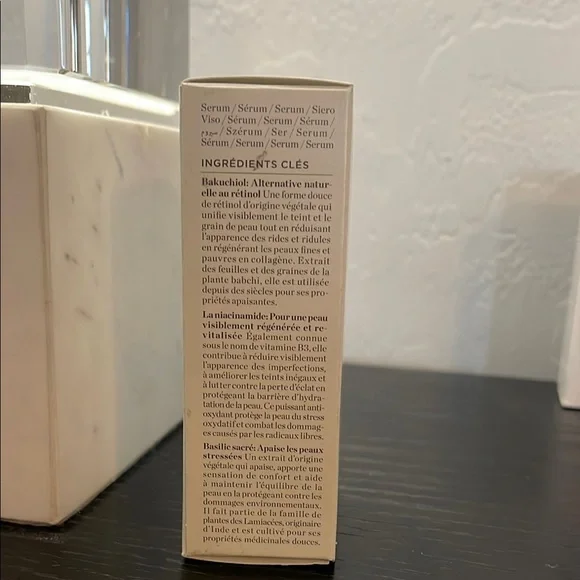 Serum / Sérum / Serum / Siero
Viso / Sérum / Serum / Sérum /
/ Szérum / Ser / Serum /
Sérum / Serum / Serum / Serum
INGRÉDIENTS CLÉS
Bakuchiol: Alternative natur-
elle au rétinol Une forme douce
de rétinol d'origine végétale qui
unifie visiblement le teint et le
grain de peau tout en réduisant
l'apparence des rides et ridules
en régénérant les peaux fines et
pauvres en collagène. Extrait
des feuilles et des graines de la
plante babchi, elle est utilisée
depuis des siècles pour ses pro-
priétés apaisantes.
La niacinamide: Pour une peau
visiblement régénérée et re-
vitalisée Également connue
sous le nom de vitamine B3, elle
contribue à réduire visiblement
l'apparence des imperfections,
à améliorer les teints inégaux et
à lutter contre la perte d'éclat en
protégeant la barrière d'hydra-
tation de la peau. Ce puissant anti-
oxydant protège la peau du stress
oxydatif et combat les dommag-
es causés par les radicaux libres.
Basilic sacré: Apaise les peaux
stressées Un extrait d'origine
végétale qui apaise, apporte une
sensation de confort et aide
à maintenir l'équilibre de la
peau en la protégeant contre les
dommages environnementaux.
Il fait partie de la famille de
plantes des Lamiacées, originaire
d'Inde et est cultivé pour ses
propriétés médicinales douces.